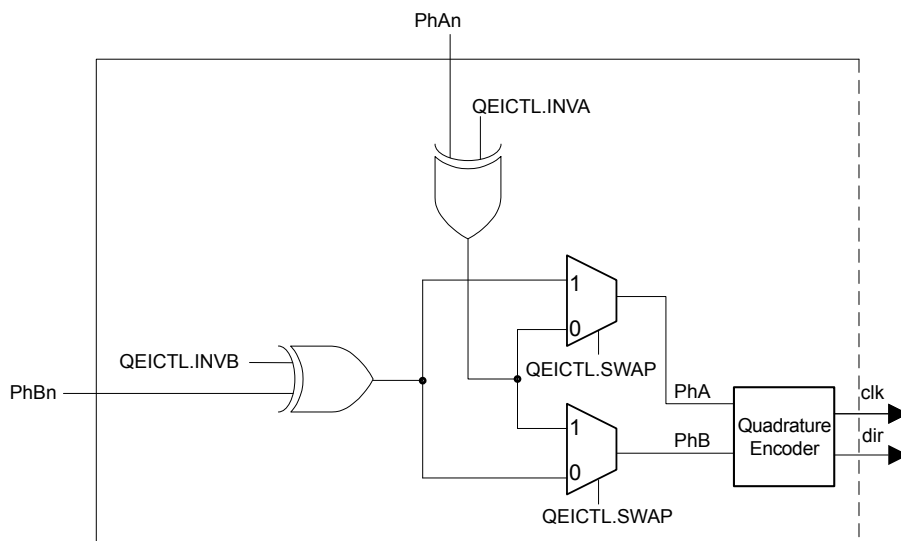 PhAn
QEICTL.INVA
1
0
QEICTL.INVB
QEICTL.SWAP
PhBn
PhA
clk
Quadrature
Encoder
dir
1
PhB
0
QEICTL.SWAP